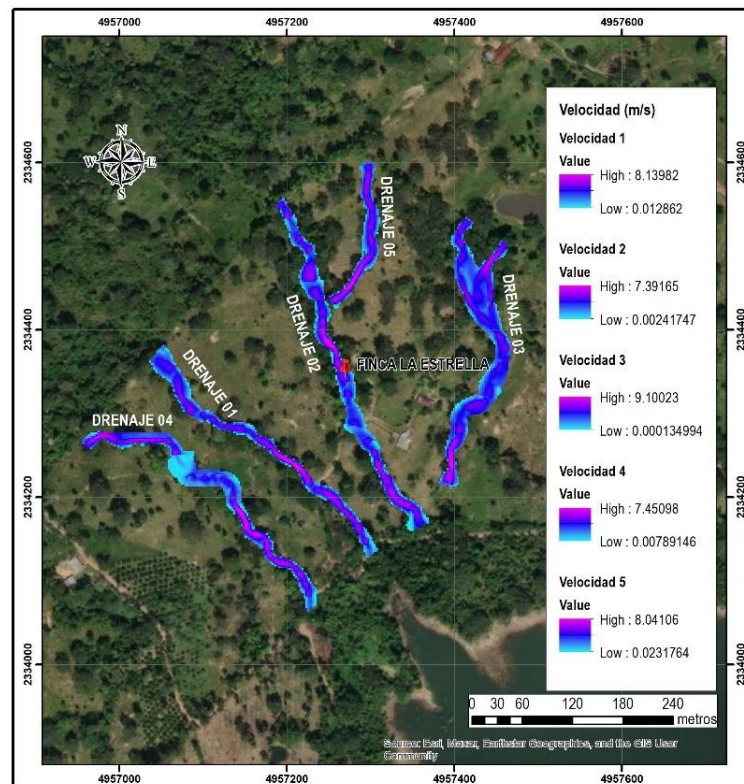 4957000
4957200
4957400
4957600
2334600
2334400
2334200
2334000
N
W E
S
DRENAJE 05
DRENAJE 02
DRENAJE 03
FINCA LA ESTRELLA
DRENAJE 01
DRENAJE 04
Velocidad (m/s)
Velocidad 1
Value
High : 8.13982
Low : 0.012862
Velocidad 2
Value
High : 7.39165
Low : 0.00241747
Velocidad 3
Value
High : 9.10023
Low : 0.000134994
Velocidad 4
Value
High : 7.45098
Low : 0.00789146
Velocidad 5
Value
High : 8.04106
Low : 0.0231764
0 30 60 120 180 240
metros
Source: Esri, Maxar, Earthstar Geographics, and the GIS User
Community
2334600
2334400
2334200
2334000
4957000
4957200
4957400
4957600